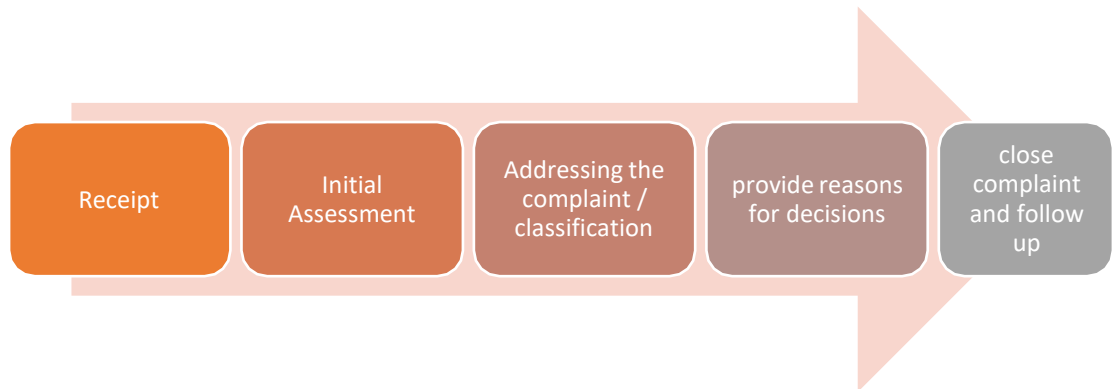 Receipt
Initial
Assessment
Addressing the
complaint /
classification
provide reasons
for decisions
close
complaint
and follow
up